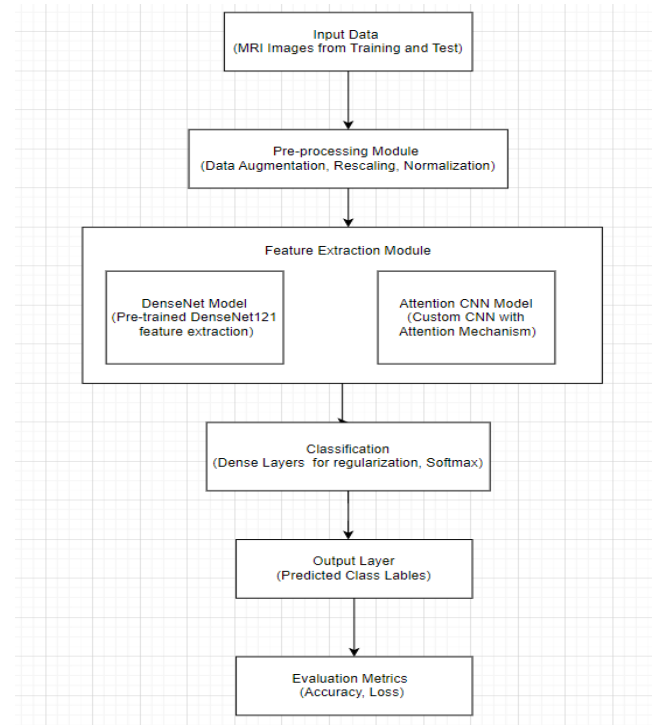 Input Data
(MRI Images from Training and Test)
Pre-processing Module
(Data Augmentation, Rescaling, Normalization)
Feature Extraction Module
DenseNet Model
(Pre-trained DenseNet121
feature extraction)
Attention CNN Model
(Custom CNN with
Attention Mechanism)
Classification
(Dense Layers for regularization, Softmax)
Output Layer
(Predicted Class Lables)
Evaluation Metrics
(Accuracy, Loss)